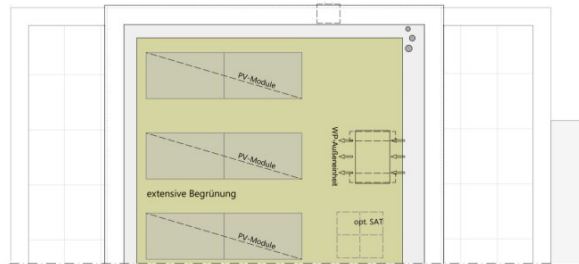 PV-Module
PV-Module
WP-Außeneinheit
extensive Begrünung
opt. SAT
PV-Module